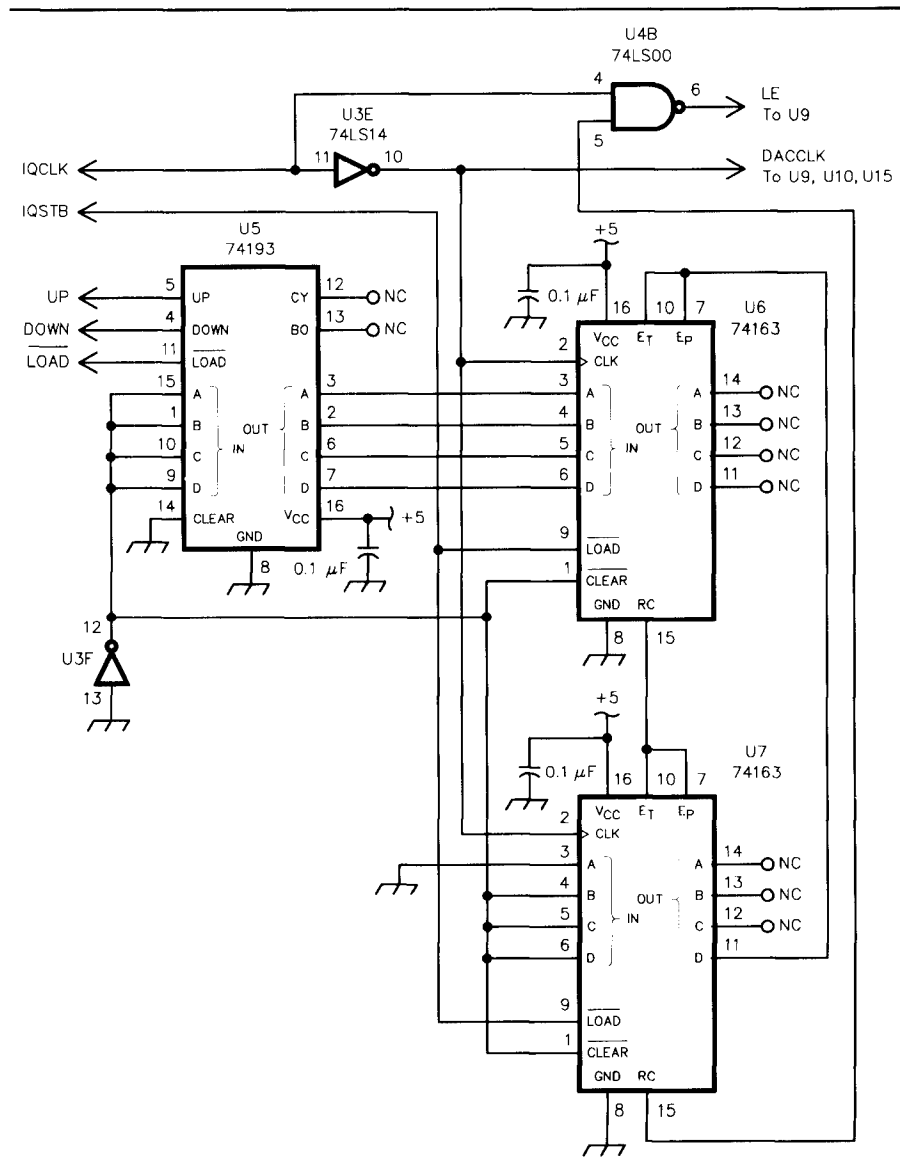 U4B
74LS00
4
6
5
LE
To U9
U3E
74LS14
11
10
IQCLK
DACCLK
To U9, U10, U15
IQSTB
U5
74193
+5
0.1 µF
5 UP CY 12 NC
UP
4 DOWN BO 13 NC
DOWN
11 LOAD
LOAD
15 A
1 B
10 C
9 D
IN
OUT
A 3
B 2
C 6
D 7
14 CLEAR
VCC 16
+5
GND
8
0.1 µF
12
U3F
13
U6
74163
16 10 7
VCC ET EP
2 CLK
3 A
4 B
5 C
6 D
IN
OUT
A 14 NC
B 13 NC
C 12 NC
D 11 NC
9 LOAD
1 CLEAR
GND RC
8 15
+5
0.1 µF
U7
74163
16 10 7
VCC ET EP
2 CLK
3 A
4 B
5 C
6 D
IN
OUT
A 14 NC
B 13 NC
C 12 NC
D 11
9 LOAD
1 CLEAR
GND RC
8 15